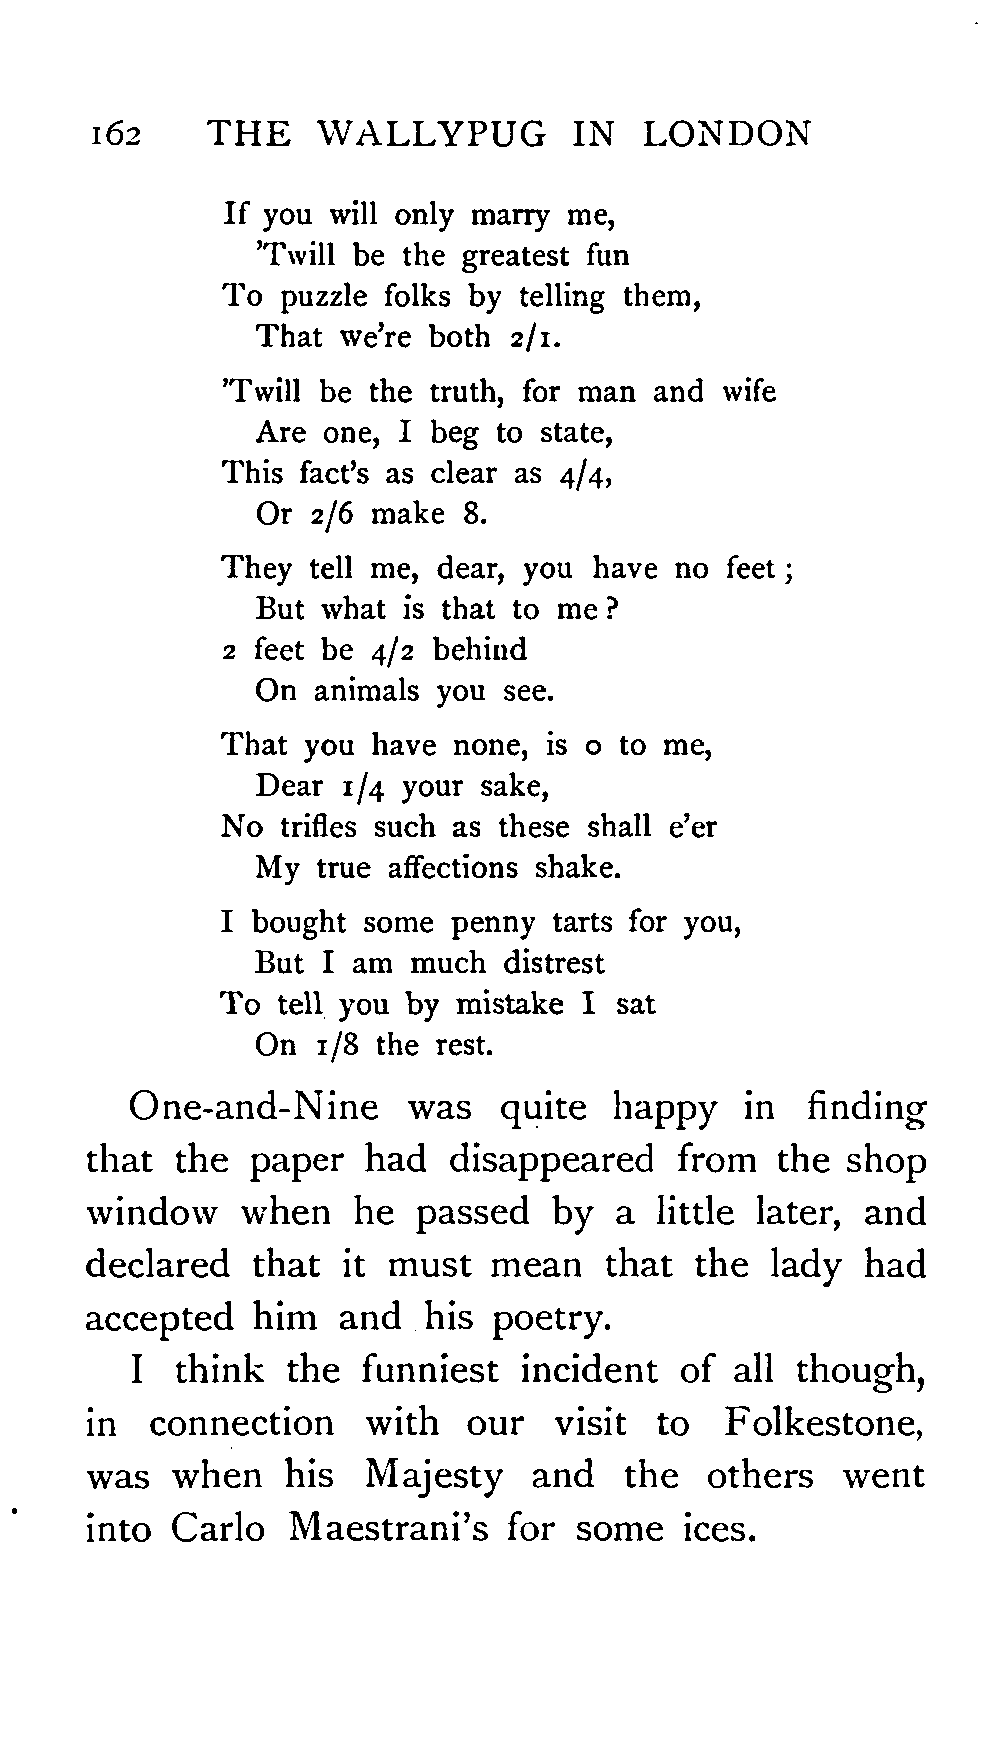 162 THE WALLYPUG IN LONDON
If you will only marry me,
'Twill be the greatest fun
To puzzle folks by telling them,
That we're both 2/1.
'Twill be the truth, for man and wife
Are one, I beg to state,
This fact's as clear as 4/4,
Or 2/6 make 8.
They tell me, dear, you have no feet ;
But what is that to me ?
2 feet be 4/2 behind
On animals you see.
That you have none, is 0 to me,
Dear 1/4 your sake,
No trifles such as these shall e'er
My true affections shake.
I bought some penny tarts for you,
But I am much distrest
To tell you by mistake I sat
On 1/8 the rest.
One-and-Nine was quite happy in finding
that the paper had disappeared from the shop
window when he passed by a little later, and
declared that it must mean that the lady had
accepted him and his poetry.
I think the funniest incident of all though,
in connection with our visit to Folkestone,
was when his Majesty and the others went
into Carlo Maestrani's for some ices.